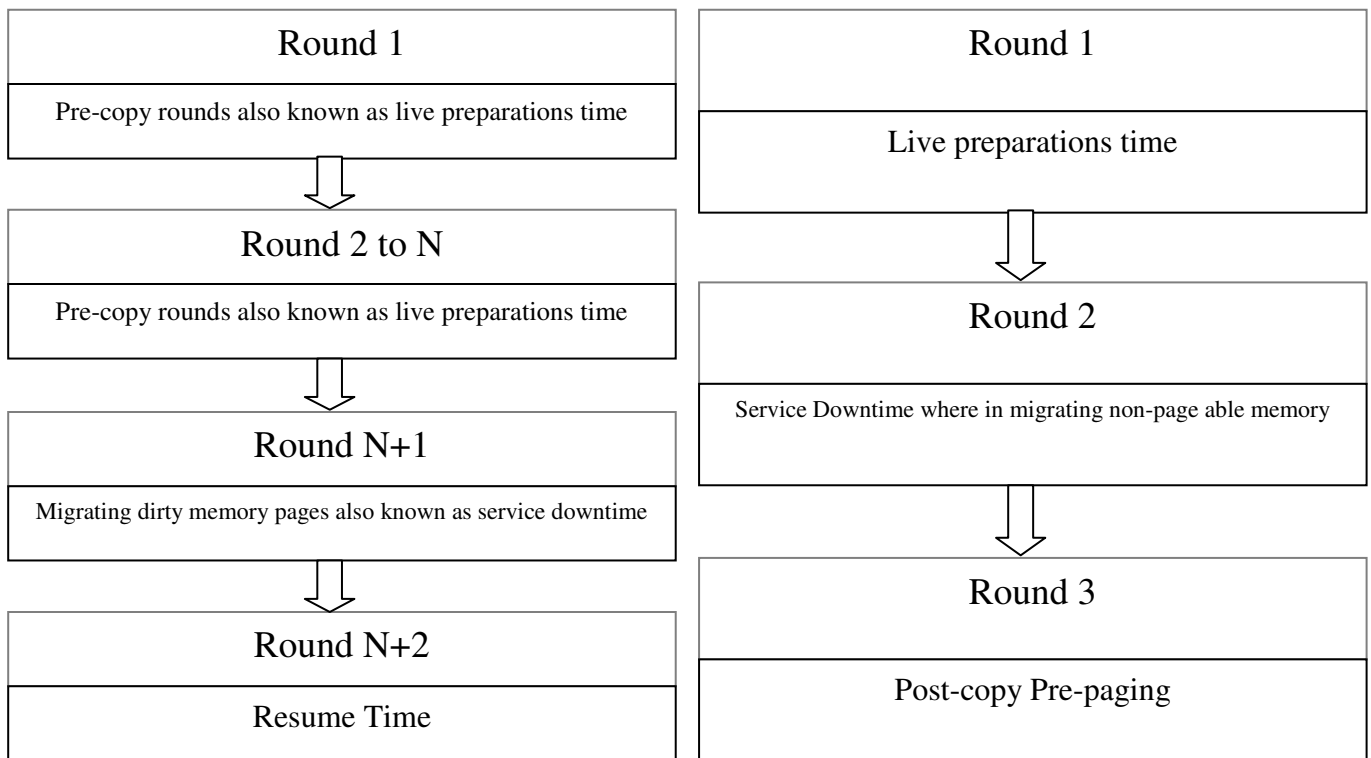 Round 1
Pre-copy rounds also known as live preparations time
Round 2 to N
Pre-copy rounds also known as live preparations time
Round N+1
Migrating dirty memory pages also known as service downtime
Round N+2
Resume Time
Round 1
Live preparations time
Round 2
Service Downtime where in migrating non-page able memory
Round 3
Post-copy Pre-paging